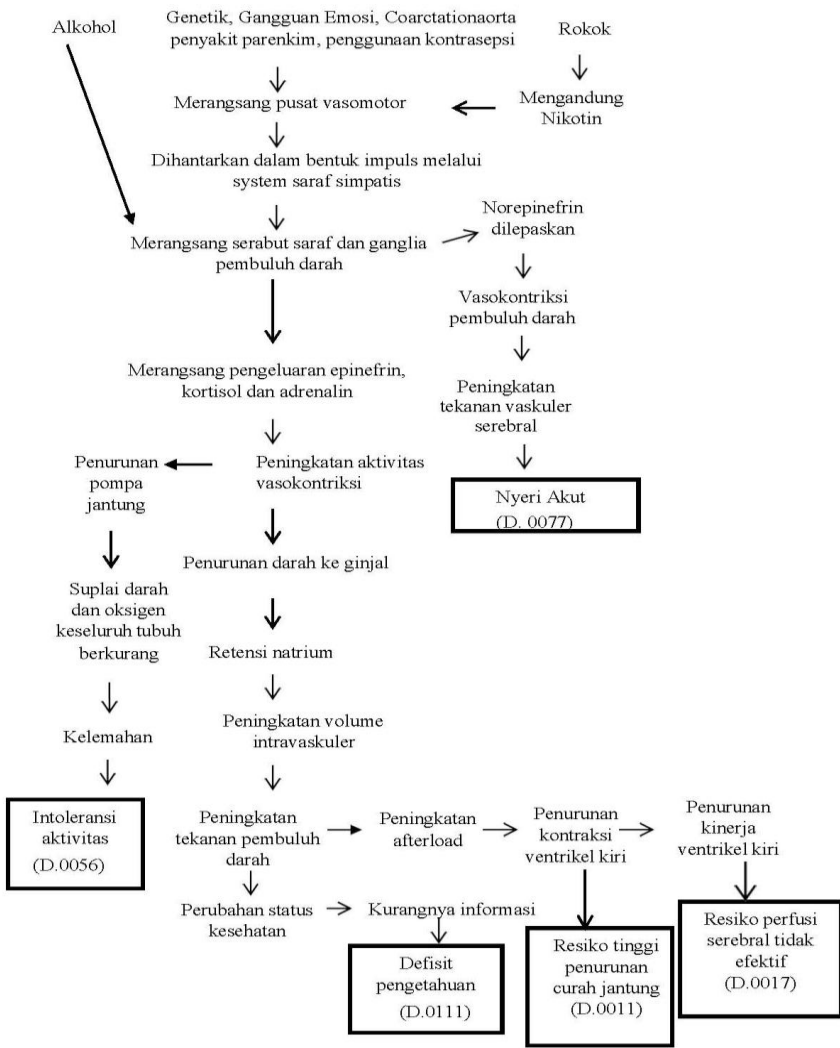 Alkohol
Genetik, Gangguan Emosi, Coarctationaorta
penyakit parenkim, penggunaan kontrasepsi
Rokok
Merangsang pusat vasomotor
Mengandung
Nikotin
Dihantarkan dalam bentuk impuls melalui
system saraf simpatis
Merangsang serabut saraf dan ganglia
pembuluh darah
Norepinefrin
dilepaskan
Vasokontriksi
pembuluh darah
Merangsang pengeluaran epinefrin,
kortisol dan adrenalin
Peningkatan
tekanan vaskuler
serebral
Penurunan
pompa
jantung
Peningkatan aktivitas
vasokontriksi
Nyeri Akut
(D. 0077)
Penurunan darah ke ginjal
Suplai darah
dan oksigen
keseluruh tubuh
berkurang
Retensi natrium
Kelemahan
Peningkatan volume
intravaskuler
Intoleransi
aktivitas
(D.0056)
Peningkatan
tekanan pembuluh
darah
Peningkatan
afterload
Penurunan
kontraksi
ventrikel kiri
Penurunan
kinerja
ventrikel kiri
Perubahan status
kesehatan
Kurangnya informasi
Defisit
pengetahuan
(D.0111)
Resiko tinggi
penurunan
curah jantung
(D.0011)
Resiko perfusi
serebral tidak
efektif
(D.0017)